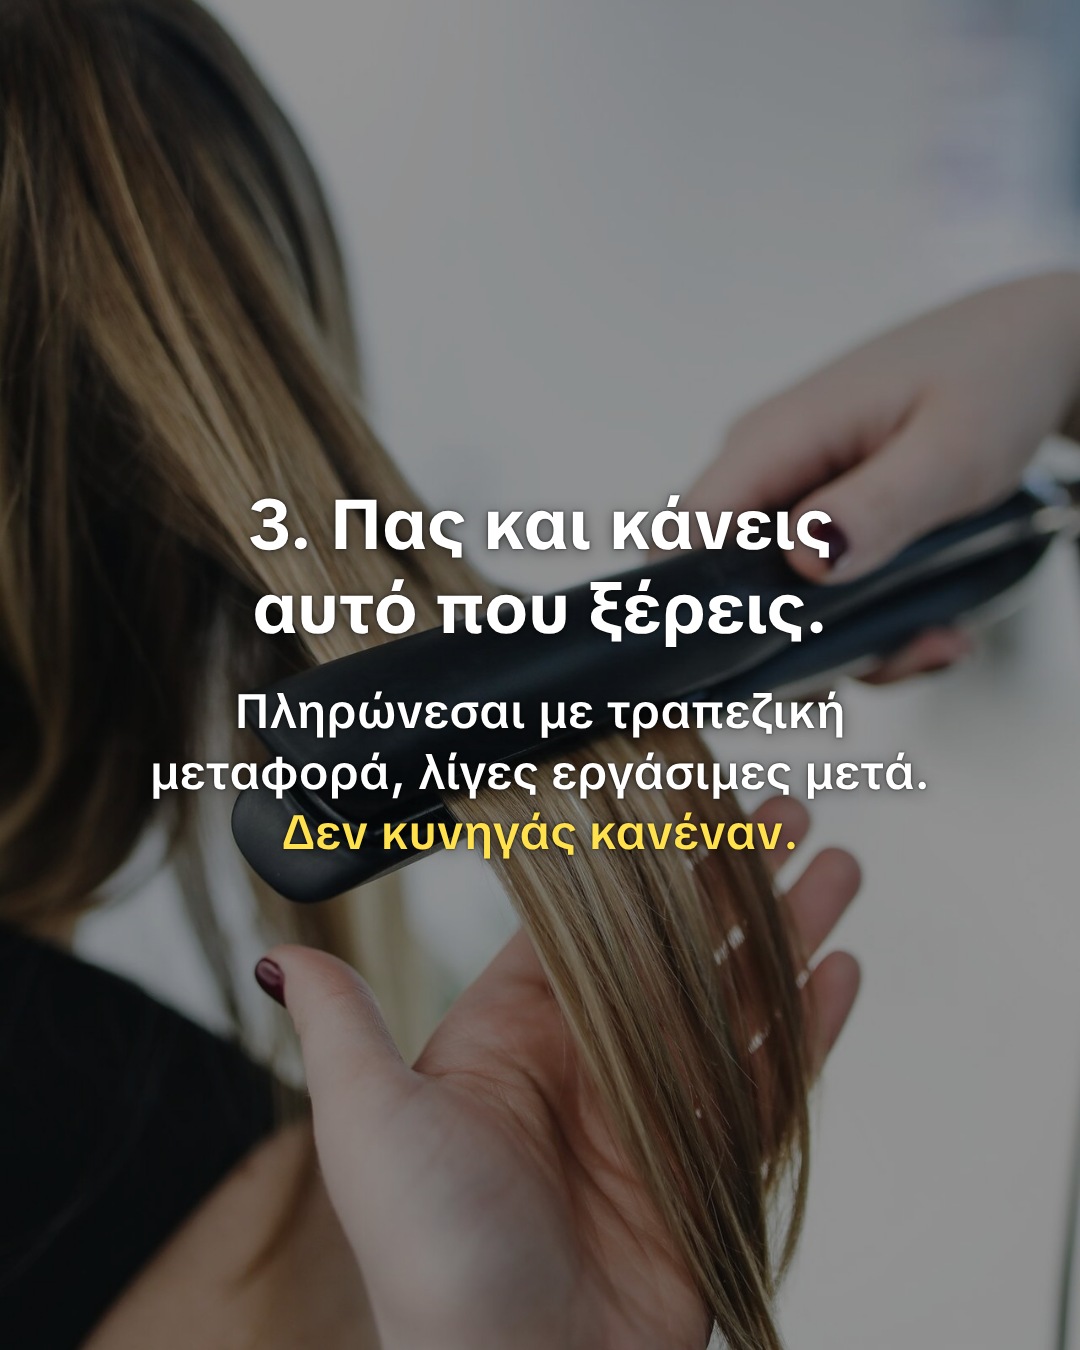 3. Πας και κάνεις
αυτό που ξέρεις.
Πληρώνεσαι με τραπεζική
μεταφορά, λίγες εργάσιμες μετά.
Δεν κυνηγάς κανέναν.